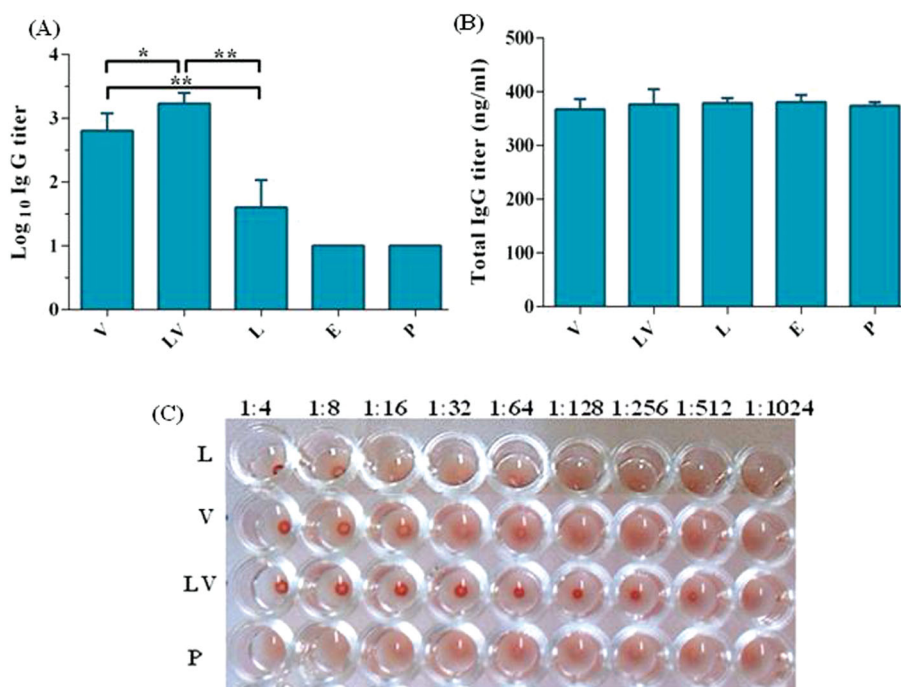 (A)
Log 10 Ig G titer
4
3
2
1
0
* **
**
V LV L E P
(B)
Total IgG titer (ng/ml)
500
400
300
200
100
0
V LV L E P
(C)
1:4 1:8 1:16 1:32 1:64 1:128 1:256 1:512 1:1024
L
V
LV
P